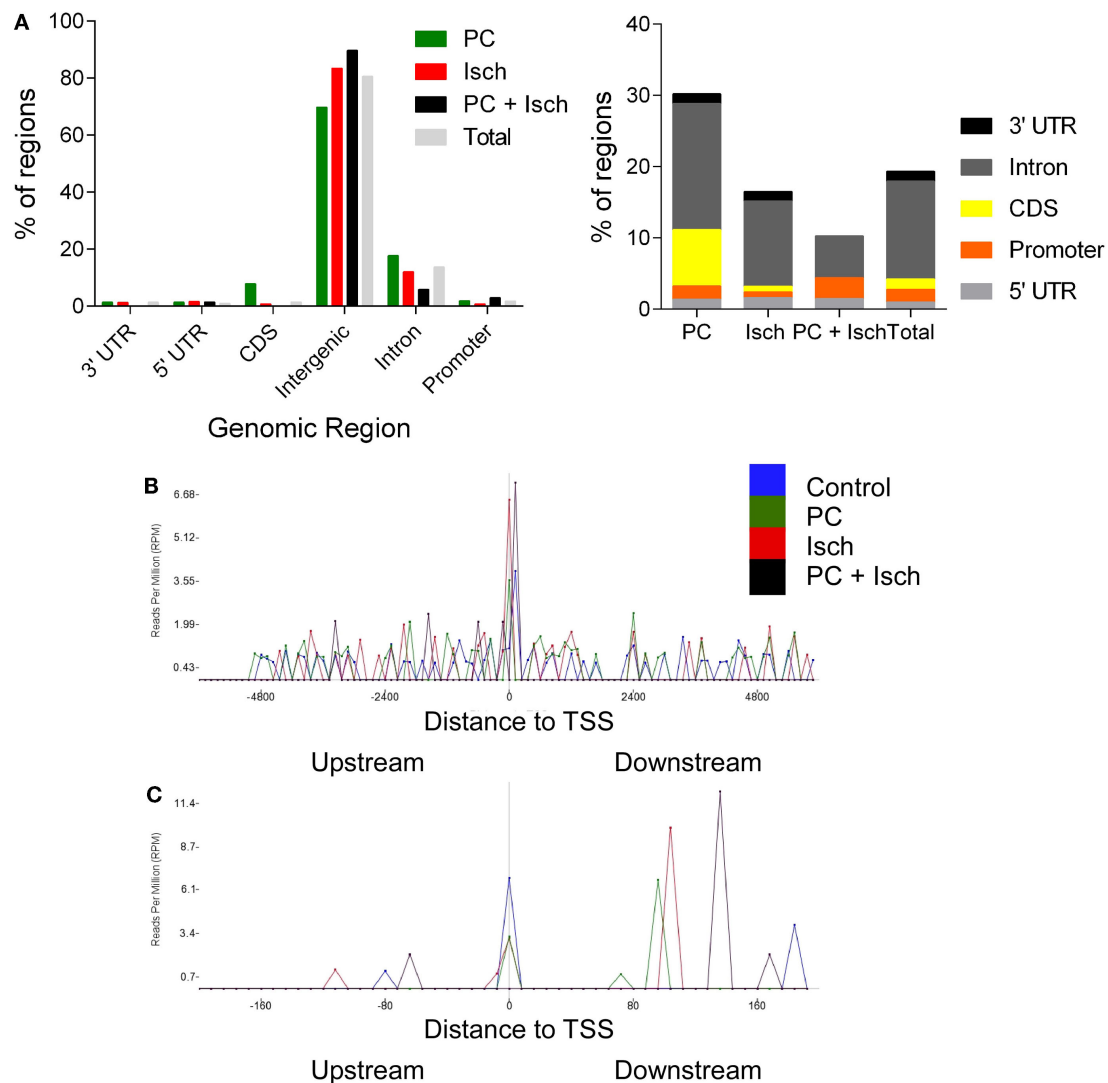 A
100
80
60
40
20
0
% of regions
PC
Isch
PC + Isch
Total
3' UTR
5' UTR
CDS
Intergenic
Intron
Promoter
Genomic Region
40
30
20
10
0
% of regions
PC
Isch
PC + Isch
Total
3' UTR
Intron
CDS
Promoter
5' UTR
B
6.68-
5.12-
3.55-
1.99-
0.43-
Reads Per Million (RPM)
-4800
-2400
0
2400
4800
Distance to TSS
Upstream
Downstream
Control
PC
Isch
PC + Isch
C
11.4-
8.7-
6.1-
3.4-
0.7-
Reads Per Million (RPM)
-160
-80
0
80
160
Distance to TSS
Upstream
Downstream